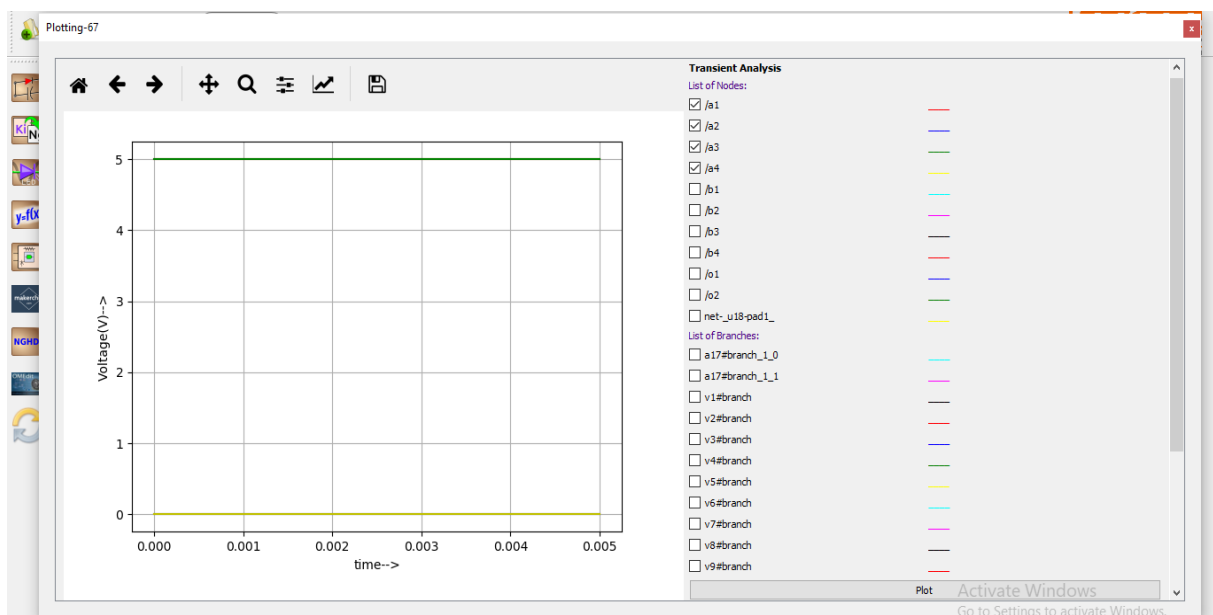 Plotting-67
x
Ki
No
y=f(x
makerch
NGHD
Transient Analysis
List of Nodes:
/a1
/a2
/a3
/a4
/b1
/b2
/b3
/b4
/o1
/o2
net-_u18-pad1_
List of Branches:
a17#branch_1_0
a17#branch_1_1
v1#branch
v2#branch
v3#branch
v4#branch
v5#branch
v6#branch
v7#branch
v8#branch
v9#branch
Plot
Voltage(V)-->
5
4
3
2
1
0
0.000 0.001 0.002 0.003 0.004 0.005
time-->
Activate Windows
Go to Settings to activate Windows.